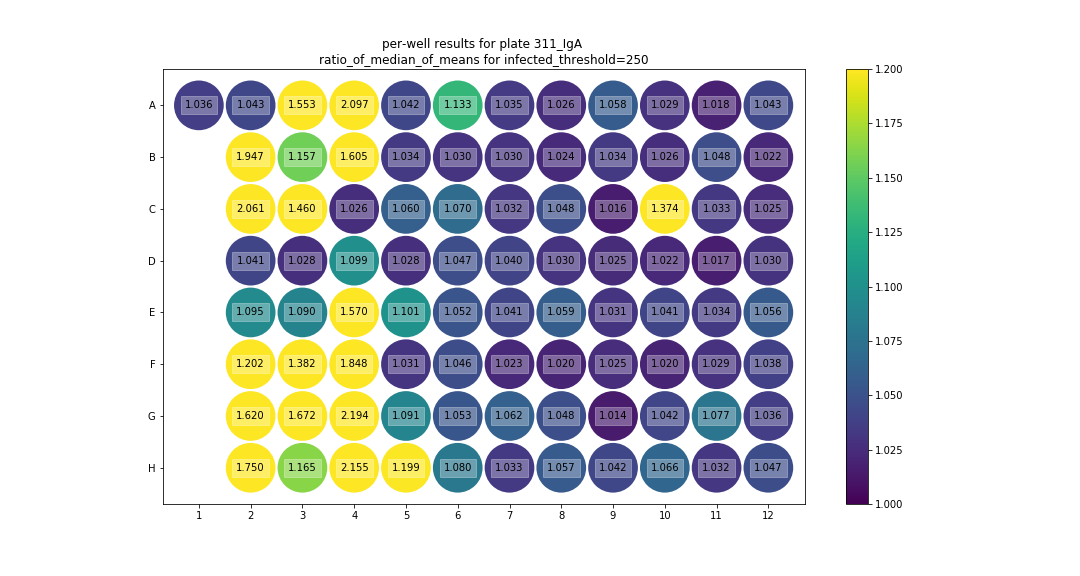 per-well results for plate 311_IgA
ratio_of_median_of_means for infected_threshold=250
A 1.036 1.043 1.553 2.097 1.042 1.133 1.035 1.026 1.058 1.029 1.018 1.043
B 1.947 1.157 1.605 1.034 1.030 1.030 1.024 1.034 1.026 1.048 1.022
C 2.061 1.460 1.026 1.060 1.070 1.032 1.048 1.016 1.374 1.033 1.025
D 1.041 1.028 1.099 1.028 1.047 1.040 1.030 1.025 1.022 1.017 1.030
E 1.095 1.090 1.570 1.101 1.052 1.041 1.059 1.031 1.041 1.034 1.056
F 1.202 1.382 1.848 1.031 1.046 1.023 1.020 1.025 1.020 1.029 1.038
G 1.620 1.672 2.194 1.091 1.053 1.062 1.048 1.014 1.042 1.077 1.036
H 1.750 1.165 2.155 1.199 1.080 1.033 1.057 1.042 1.066 1.032 1.047
1 2 3 4 5 6 7 8 9 10 11 12
1.200
1.175
1.150
1.125
1.100
1.075
1.050
1.025
1.000